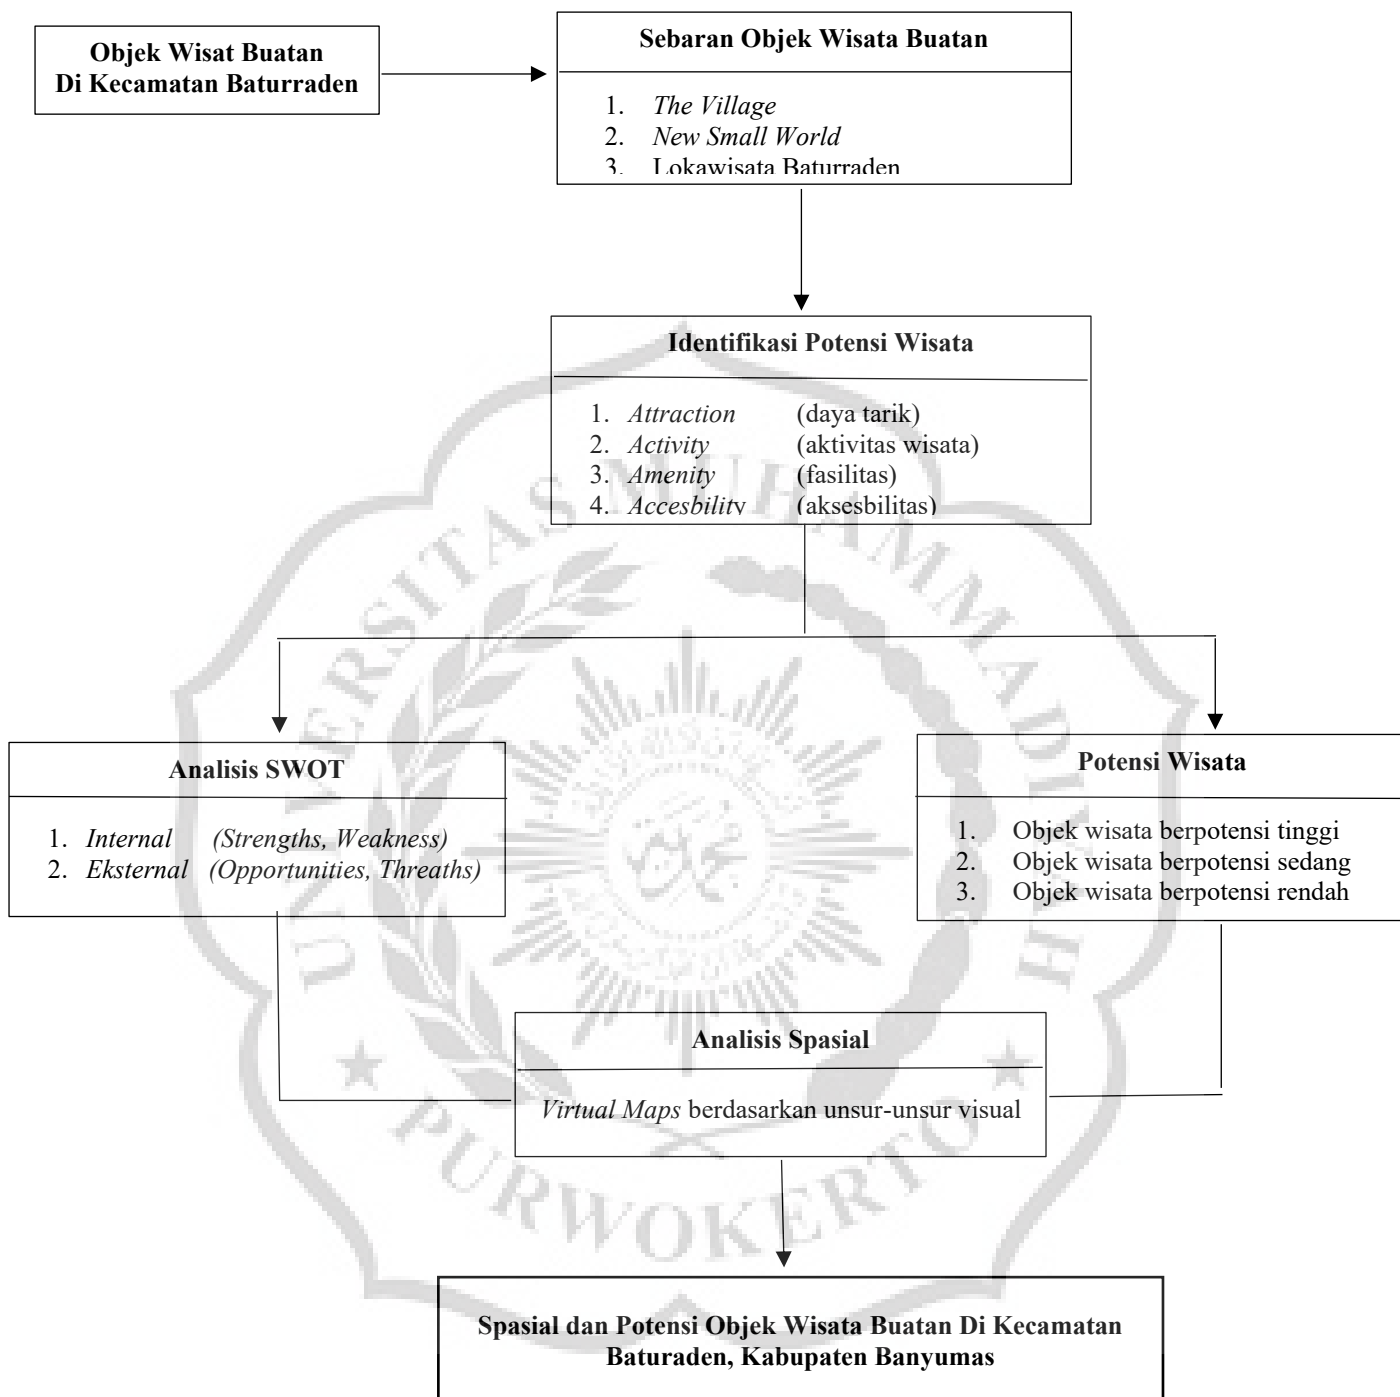 Objek Wisat Buatan
Di Kecamatan Baturraden
Sebaran Objek Wisata Buatan
1. The Village
2. New Small World
3. Lokawisata Baturraden
Identifikasi Potensi Wisata
1. Attraction (daya tarik)
2. Activity (aktivitas wisata)
3. Amenity (fasilitas)
4. Accesbility (aksesbilitas)
Analisis SWOT
1. Internal (Strengths, Weakness)
2. Eksternal (Opportunities, Threaths)
Potensi Wisata
1. Objek wisata berpotensi tinggi
2. Objek wisata berpotensi sedang
3. Objek wisata berpotensi rendah
Analisis Spasial
Virtual Maps berdasarkan unsur-unsur visual
Spasial dan Potensi Objek Wisata Buatan Di Kecamatan
Baturaden, Kabupaten Banyumas
UNIVERSITAS MUHAMMADIYAH
PURWOKERTO